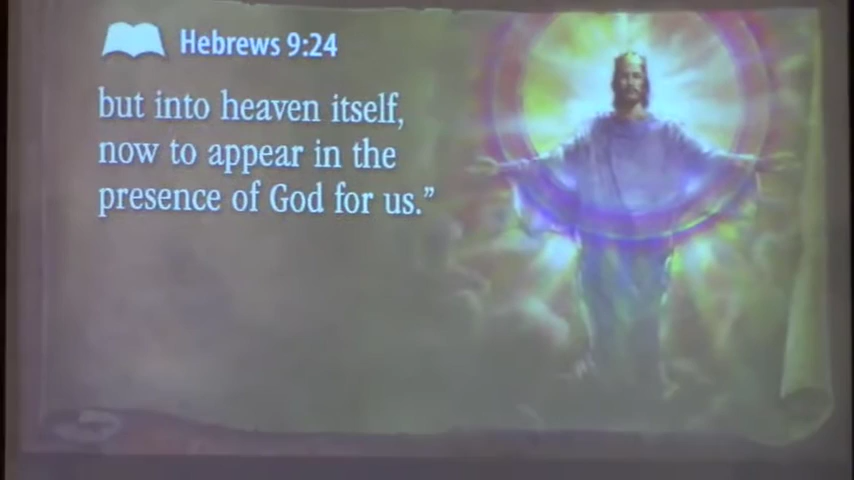 Hebrews 9:24
but into heaven itself,
now to appear in the
presence of God for us.”